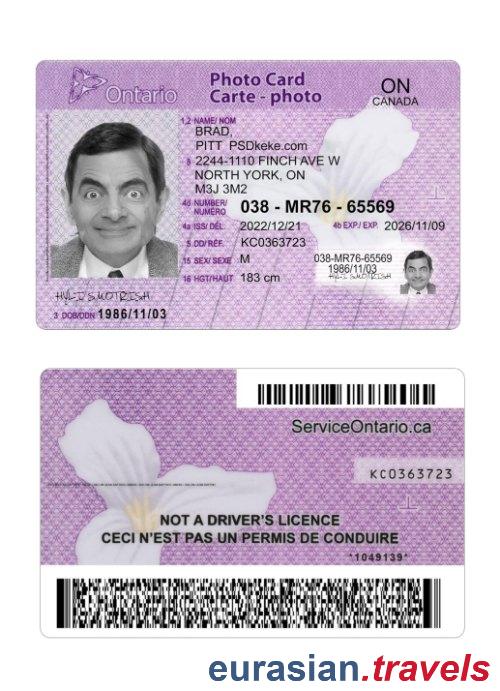 Ontario
Photo Card
Carte - photo
ON
CANADA
1,2 NAME/ NOM
BRAD,
PITT PSDkeke.com
8 2244-1110 FINCH AVE W
NORTH YORK, ON
M3J 3M2
4d NUMBER/ NUMÉRO 038 - MR76 - 65569
4a ISS/ DÉL 2022/12/21 4b EXP./ EXP. 2026/11/09
5 DD/ RÉF. KC0363723
15 SEX/ SEXE M
16 HGT/HAUT 183 cm
038-MR76-65569
1986/11/03
3 DOB/DDN 1986/11/03
ServiceOntario.ca
KC0363723
NOT A DRIVER'S LICENCE
CECI N'EST PAS UN PERMIS DE CONDUIRE
*1049139*
eurasian.travels